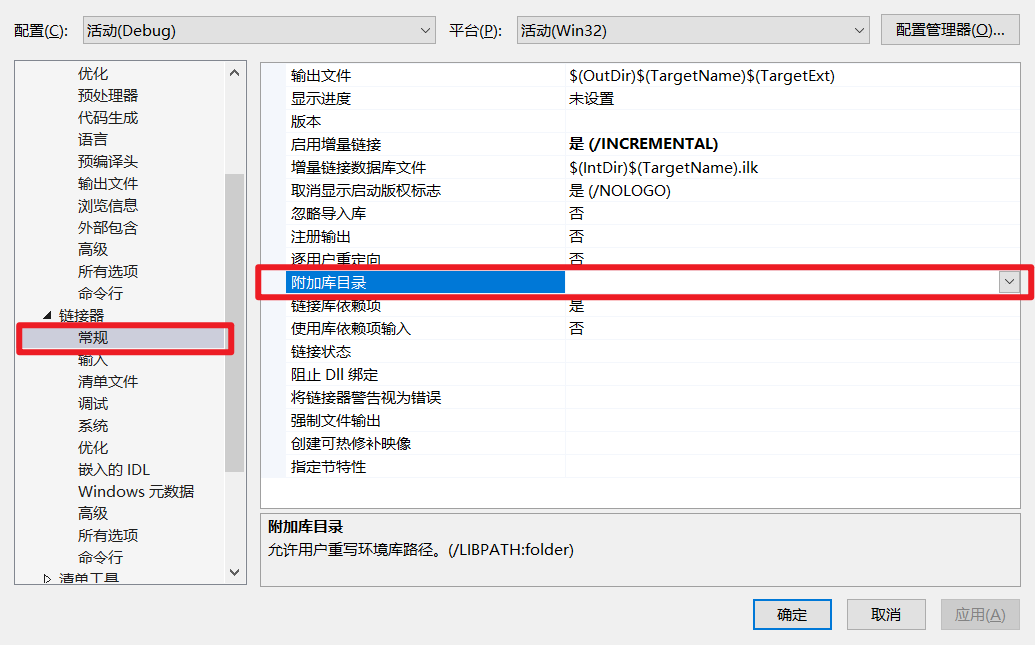 配置(C): 活动(Debug) 平台(P): 活动(Win32) 配置管理器(O)...
优化
预处理器
代码生成
语言
预编译头
输出文件
浏览信息
外部包含
高级
所有选项
命令行
链接器
常规
输入
清单文件
调试
系统
优化
嵌入的 IDL
Windows 元数据
高级
所有选项
命令行
清单工具
输出文件 $(OutDir)$(TargetName)$(TargetExt)
显示进度 未设置
版本
启用增量链接 是 (/INCREMENTAL)
增量链接数据库文件 $(IntDir)$(TargetName).ilk
取消显示启动版权标志 是 (/NOLOGO)
忽略导入库 否
注册输出 否
逐用户重定向 否
附加库目录
链接库依赖项 是
使用库依赖项输入 否
链接状态
阻止 Dll 绑定
将链接器警告视为错误
强制文件输出
创建可热修补映像
指定节特性
附加库目录
允许用户重写环境库路径。(/LIBPATH:folder)
确定 取消 应用(A)